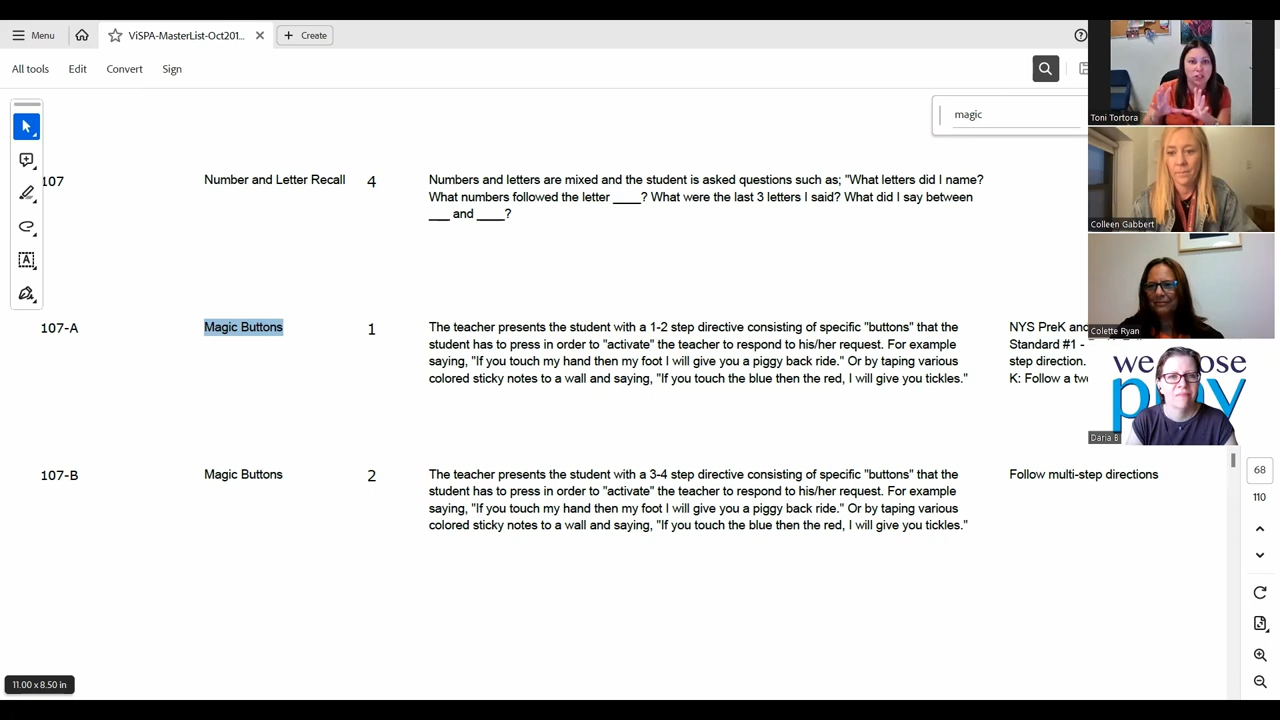 Menu
ViSPA-MasterList-Oct201...
Create
All tools
Edit
Convert
Sign
magic
107
Number and Letter Recall
4
Numbers and letters are mixed and the student is asked questions such as; "What letters did I name?
What numbers followed the letter ____? What were the last 3 letters I said? What did I say between
___ and ____?
107-A
Magic Buttons
1
The teacher presents the student with a 1-2 step directive consisting of specific "buttons" that the
student has to press in order to "activate" the teacher to respond to his/her request. For example
saying, "If you touch my hand then my foot I will give you a piggy back ride." Or by taping various
colored sticky notes to a wall and saying, "If you touch the blue then the red, I will give you tickles."
NYS PreK and
Standard #1 -
step direction.
K: Follow a tw
107-B
Magic Buttons
2
The teacher presents the student with a 3-4 step directive consisting of specific "buttons" that the
student has to press in order to "activate" the teacher to respond to his/her request. For example
saying, "If you touch my hand then my foot I will give you a piggy back ride." Or by taping various
colored sticky notes to a wall and saying, "If you touch the blue then the red, I will give you tickles."
Follow multi-step directions
Toni Tortora
Colleen Gabbert
Colette Ryan
Daria B
68
110
11.00 x 8.50 in